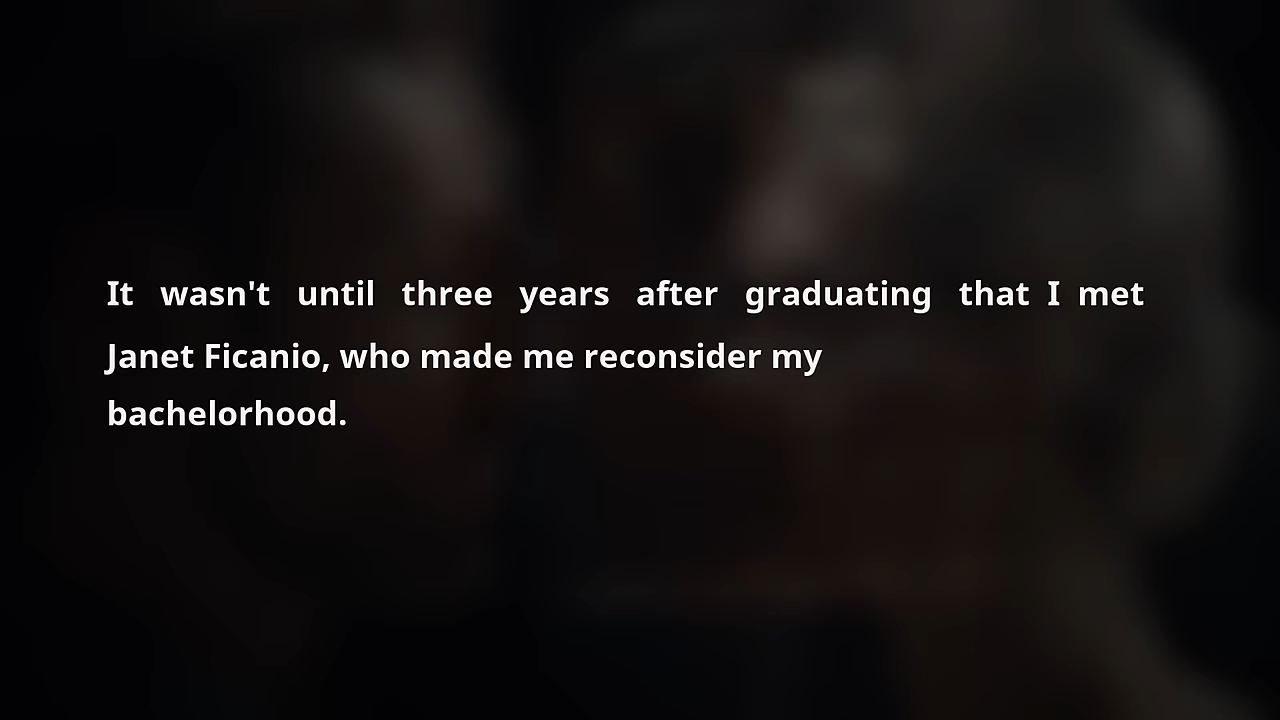 It wasn't until three years after graduating that I met
Janet Ficanio, who made me reconsider my
bachelorhood.